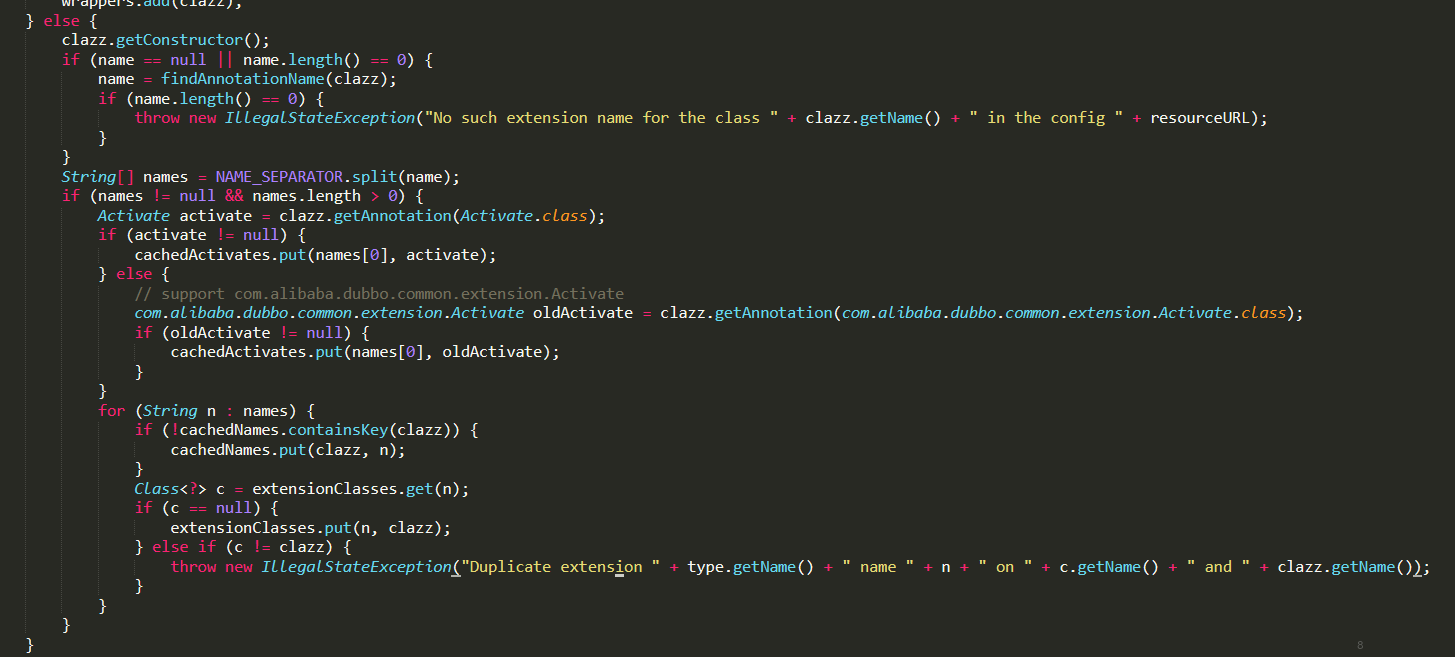 wrappers.add(clazz);
} else {
clazz.getConstructor();
if (name == null || name.length() == 0) {
name = findAnnotationName(clazz);
if (name.length() == 0) {
throw new IllegalStateException("No such extension name for the class " + clazz.getName() + " in the config " + resourceURL);
}
}
String[] names = NAME_SEPARATOR.split(name);
if (names != null && names.length > 0) {
Activate activate = clazz.getAnnotation(Activate.class);
if (activate != null) {
cachedActivates.put(names[0], activate);
} else {
// support com.alibaba.dubbo.common.extension.Activate
com.alibaba.dubbo.common.extension.Activate oldActivate = clazz.getAnnotation(com.alibaba.dubbo.common.extension.Activate.class);
if (oldActivate != null) {
cachedActivates.put(names[0], oldActivate);
}
}
for (String n : names) {
if (!cachedNames.containsKey(clazz)) {
cachedNames.put(clazz, n);
}
Class<?> c = extensionClasses.get(n);
if (c == null) {
extensionClasses.put(n, clazz);
} else if (c != clazz) {
throw new IllegalStateException("Duplicate extension " + type.getName() + " name " + n + " on " + c.getName() + " and " + clazz.getName());
}
}
}
}
8